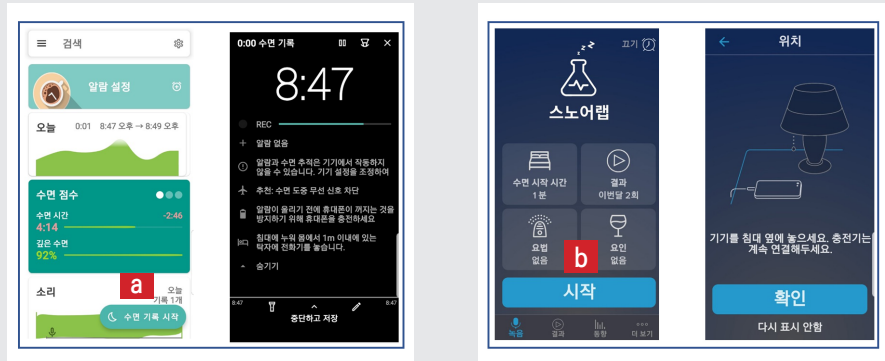 검색
알람 설정
오늘 0:01 8:47 오후 → 8:49 오후
수면 점수
수면 시간 -2:46
4:14
깊은 수면
92%
a
소리 오늘
기록 1개
수면 기록 시작
0:00 수면 기록
8:47
REC
알람 없음
알람과 수면 추적은 기기에서 작동하지
않을 수 있습니다. 기기 설정을 조정하여
추천: 수면 도중 무선 신호 차단
알람이 울리기 전에 휴대폰이 꺼지는 것을
방지하기 위해 휴대폰을 충전하세요
침대에 누워 몸에서 1m 이내에 있는
탁자에 전화기를 놓습니다.
숨기기
8:47 8:47
중단하고 저장
끄기
스노어랩
수면 시작 시간 결과
1 분 이번달 2회
요법 요인
없음 없음
b
시작
녹음 결과 동향 더 보기
위치
기기를 침대 옆에 놓으세요. 충전기는
계속 연결해두세요.
확인
다시 표시 안함